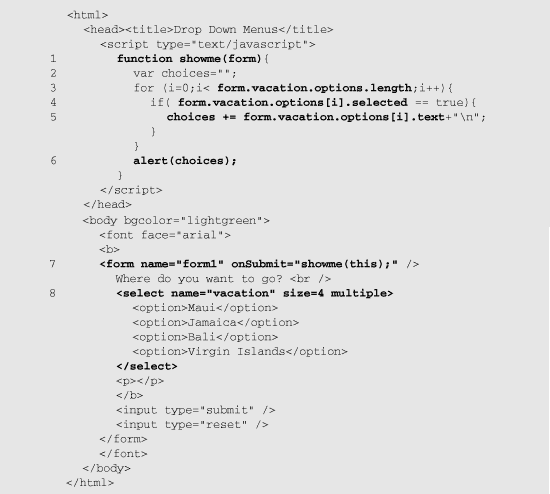 <html>
<head><title>Drop Down Menus</title>
<script type="text/javascript">
1 function showme(form){
2 var choices="";
3 for (i=0;i< form.vacation.options.length;i++){
4 if( form.vacation.options[i].selected == true){
5 choices += form.vacation.options[i].text+"\n";
}
}
6 alert(choices);
}
</script>
</head>
<body bgcolor="lightgreen">
<font face="arial">
<b>
7 <form name="form1" onSubmit="showme(this);" />
Where do you want to go? <br />
8 <select name="vacation" size=4 multiple>
<option>Maui</option>
<option>Jamaica</option>
<option>Bali</option>
<option>Virgin Islands</option>
</select>
<p></p>
</b>
<input type="submit" />
<input type="reset" />
</form>
</font>
</body>
</html>